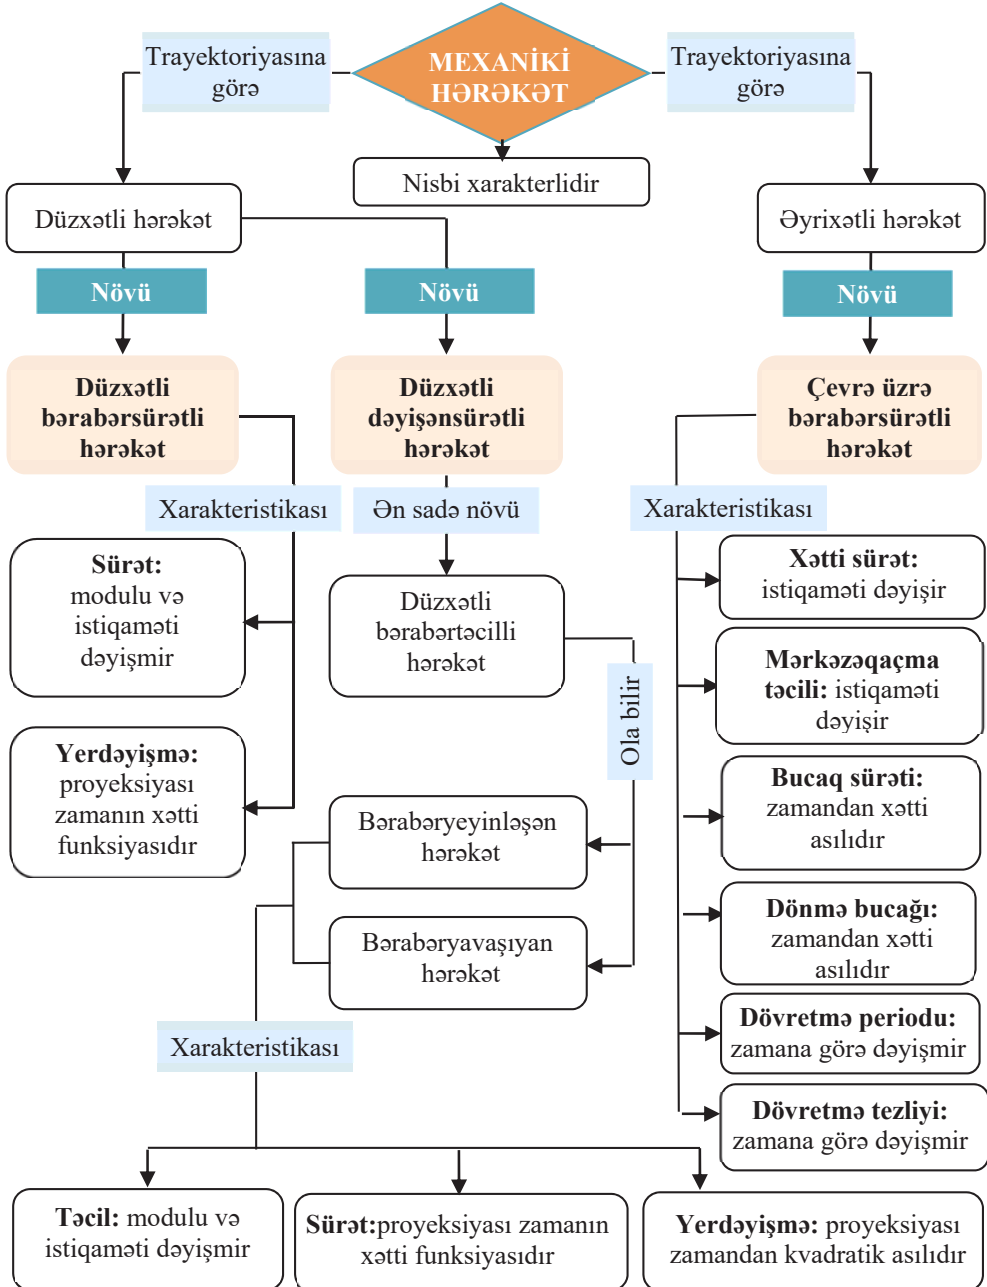 Trayektoriyasına
görə
MEXANİKİ
HƏRƏKƏT
Trayektoriyasına
görə
Nisbi xarakterlidir
Düzxətli hərəkət
Əyrixətli hərəkət
Növü
Növü
Növü
Düzxətli
bərabərsürətli
hərəkət
Düzxətli
dəyişənsürətli
hərəkət
Çevrə üzrə
bərabərsürətli
hərəkət
Xarakteristikası
Ən sadə növü
Xarakteristikası
Sürət:
modulu və
istiqaməti
dəyişmir
Yerdəyişmə:
proyeksiyası
zamanın xətti
funksiyasıdır
Düzxətli
bərabərtəcilli
hərəkət
Ola bilir
Bərabəryeyinləşən
hərəkət
Bərabəryavaşıyan
hərəkət
Xətti sürət:
istiqaməti dəyişir
Mərkəzəqaçma
təcili: istiqaməti
dəyişir
Bucaq sürəti:
zamandan xətti
asılıdır
Dönmə bucağı:
zamandan xətti
asılıdır
Dövretmə periodu:
zamana görə dəyişmir
Dövretmə tezliyi:
zamana görə dəyişmir
Xarakteristikası
Təcil: modulu və
istiqaməti dəyişmir
Sürət:proyeksiyası zamanın
xətti funksiyasıdır
Yerdəyişmə: proyeksiyası
zamandan kvadratik asılıdır